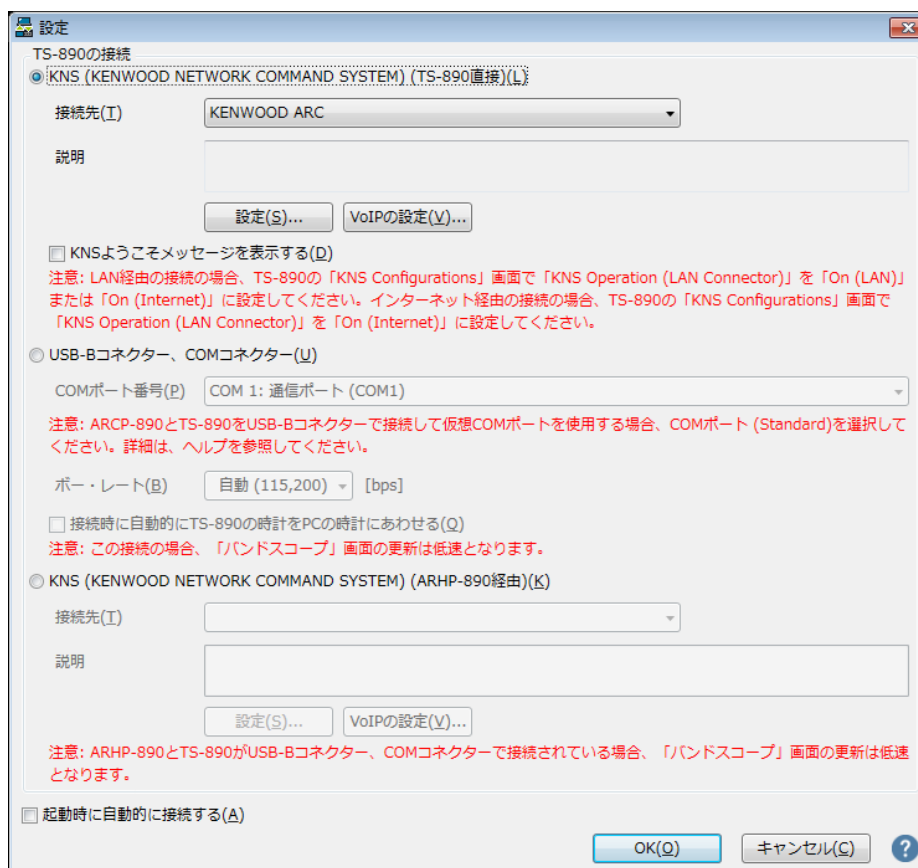 設定
TS-890の接続
KNS (KENWOOD NETWORK COMMAND SYSTEM) (TS-890直接)(L)
接続先(T)
KENWOOD ARC
説明
設定(S)...
VoIPの設定(V)...
KNSようこそメッセージを表示する(D)
注意: LAN経由の接続の場合、TS-890の「KNS Configurations」画面で「KNS Operation (LAN Connector)」を「On (LAN)」
または「On (Internet)」に設定してください。インターネット経由の接続の場合、TS-890の「KNS Configurations」画面で
「KNS Operation (LAN Connector)」を「On (Internet)」に設定してください。
USB-Bコネクター、COMコネクター(U)
COMポート番号(P)
COM 1: 通信ポート (COM1)
注意: ARCP-890とTS-890をUSB-Bコネクターで接続して仮想COMポートを使用する場合、COMポート (Standard)を選択して
ください。詳細は、ヘルプを参照してください。
ボー・レート(B)
自動 (115,200)
[bps]
接続時に自動的にTS-890の時計をPCの時計にあわせる(Q)
注意: この接続の場合、「バンドスコープ」画面の更新は低速となります。
KNS (KENWOOD NETWORK COMMAND SYSTEM) (ARHP-890経由)(K)
接続先(T)
説明
設定(S)...
VoIPの設定(V)...
注意: ARHP-890とTS-890がUSB-Bコネクター、COMコネクターで接続されている場合、「バンドスコープ」画面の更新は低速
となります。
起動時に自動的に接続する(A)
OK(O)
キャンセル(C)
?